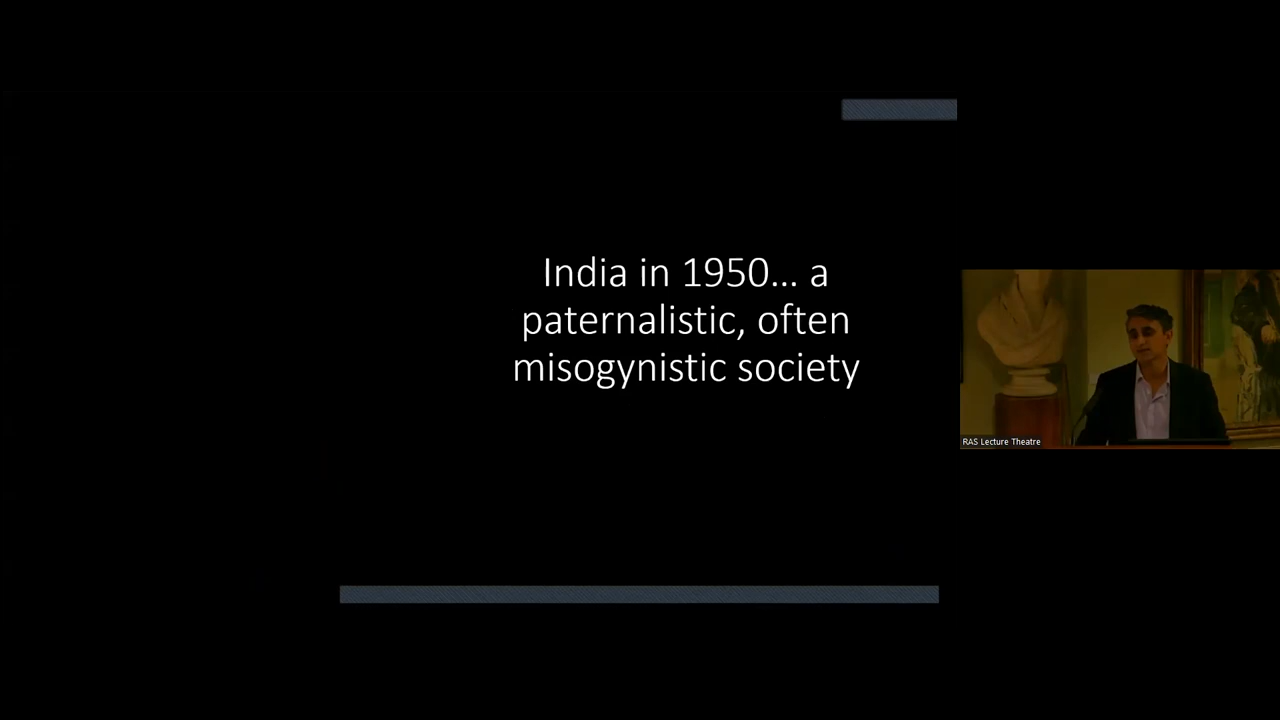 India in 1950... a
paternalistic, often
misogynistic society
RAS Lecture Theatre